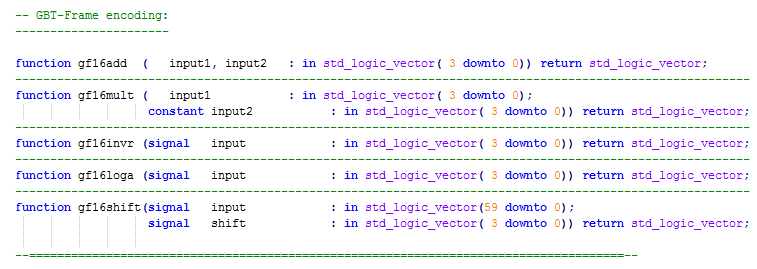 -- GBT-Frame encoding:
----------------------
function gf16add  (   input1, input2   : in std_logic_vector( 3 downto 0)) return std_logic_vector;
---------------------------------------------------------------------------------------------------------
function gf16mult (   input1           : in std_logic_vector( 3 downto 0);
                   constant input2           : in std_logic_vector( 3 downto 0)) return std_logic_vector;
---------------------------------------------------------------------------------------------------------
function gf16invr (signal   input            : in std_logic_vector( 3 downto 0)) return std_logic_vector;
---------------------------------------------------------------------------------------------------------
function gf16loga (signal   input            : in std_logic_vector( 3 downto 0)) return std_logic_vector;
---------------------------------------------------------------------------------------------------------
function gf16shift(signal   input            : in std_logic_vector(59 downto 0);
                   signal   shift            : in std_logic_vector( 3 downto 0)) return std_logic_vector;
--=====================================================================================--